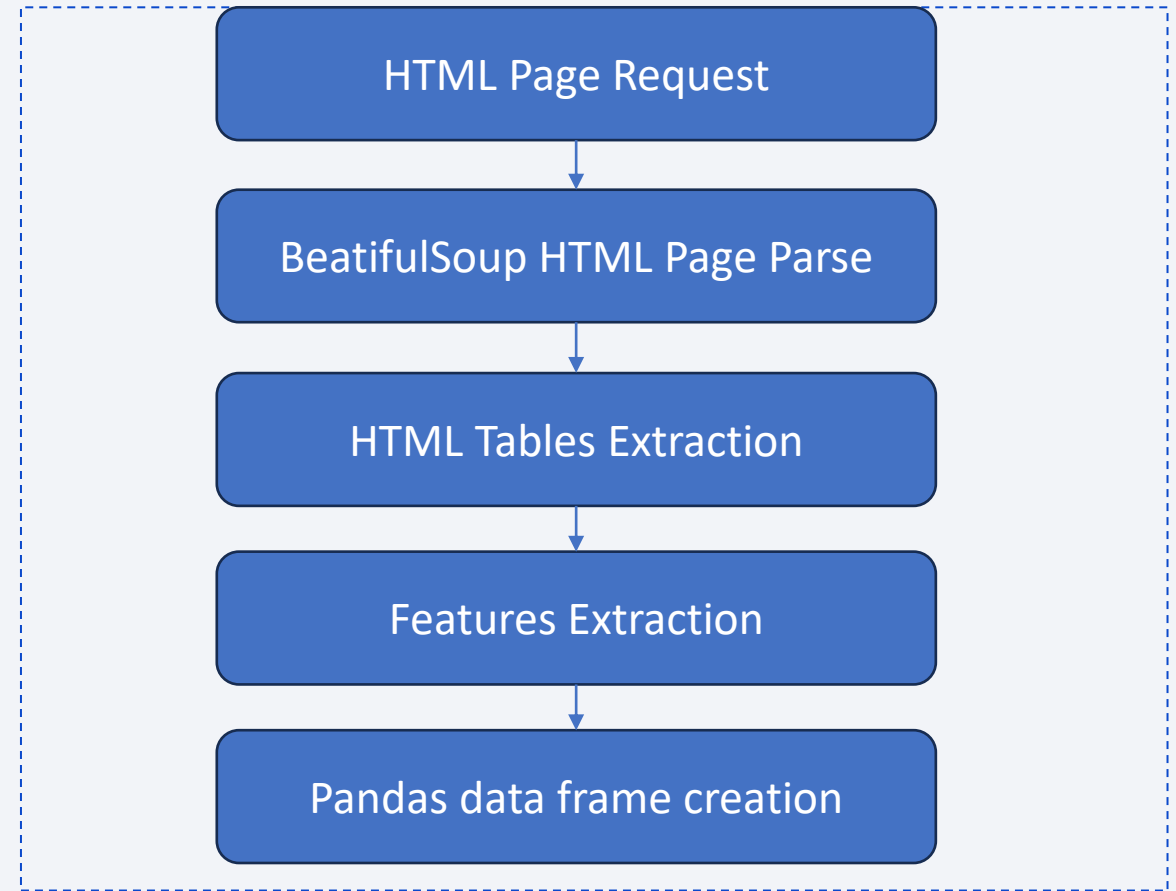 HTML Page Request
BeatifulSoup HTML Page Parse
HTML Tables Extraction
Features Extraction
Pandas data frame creation